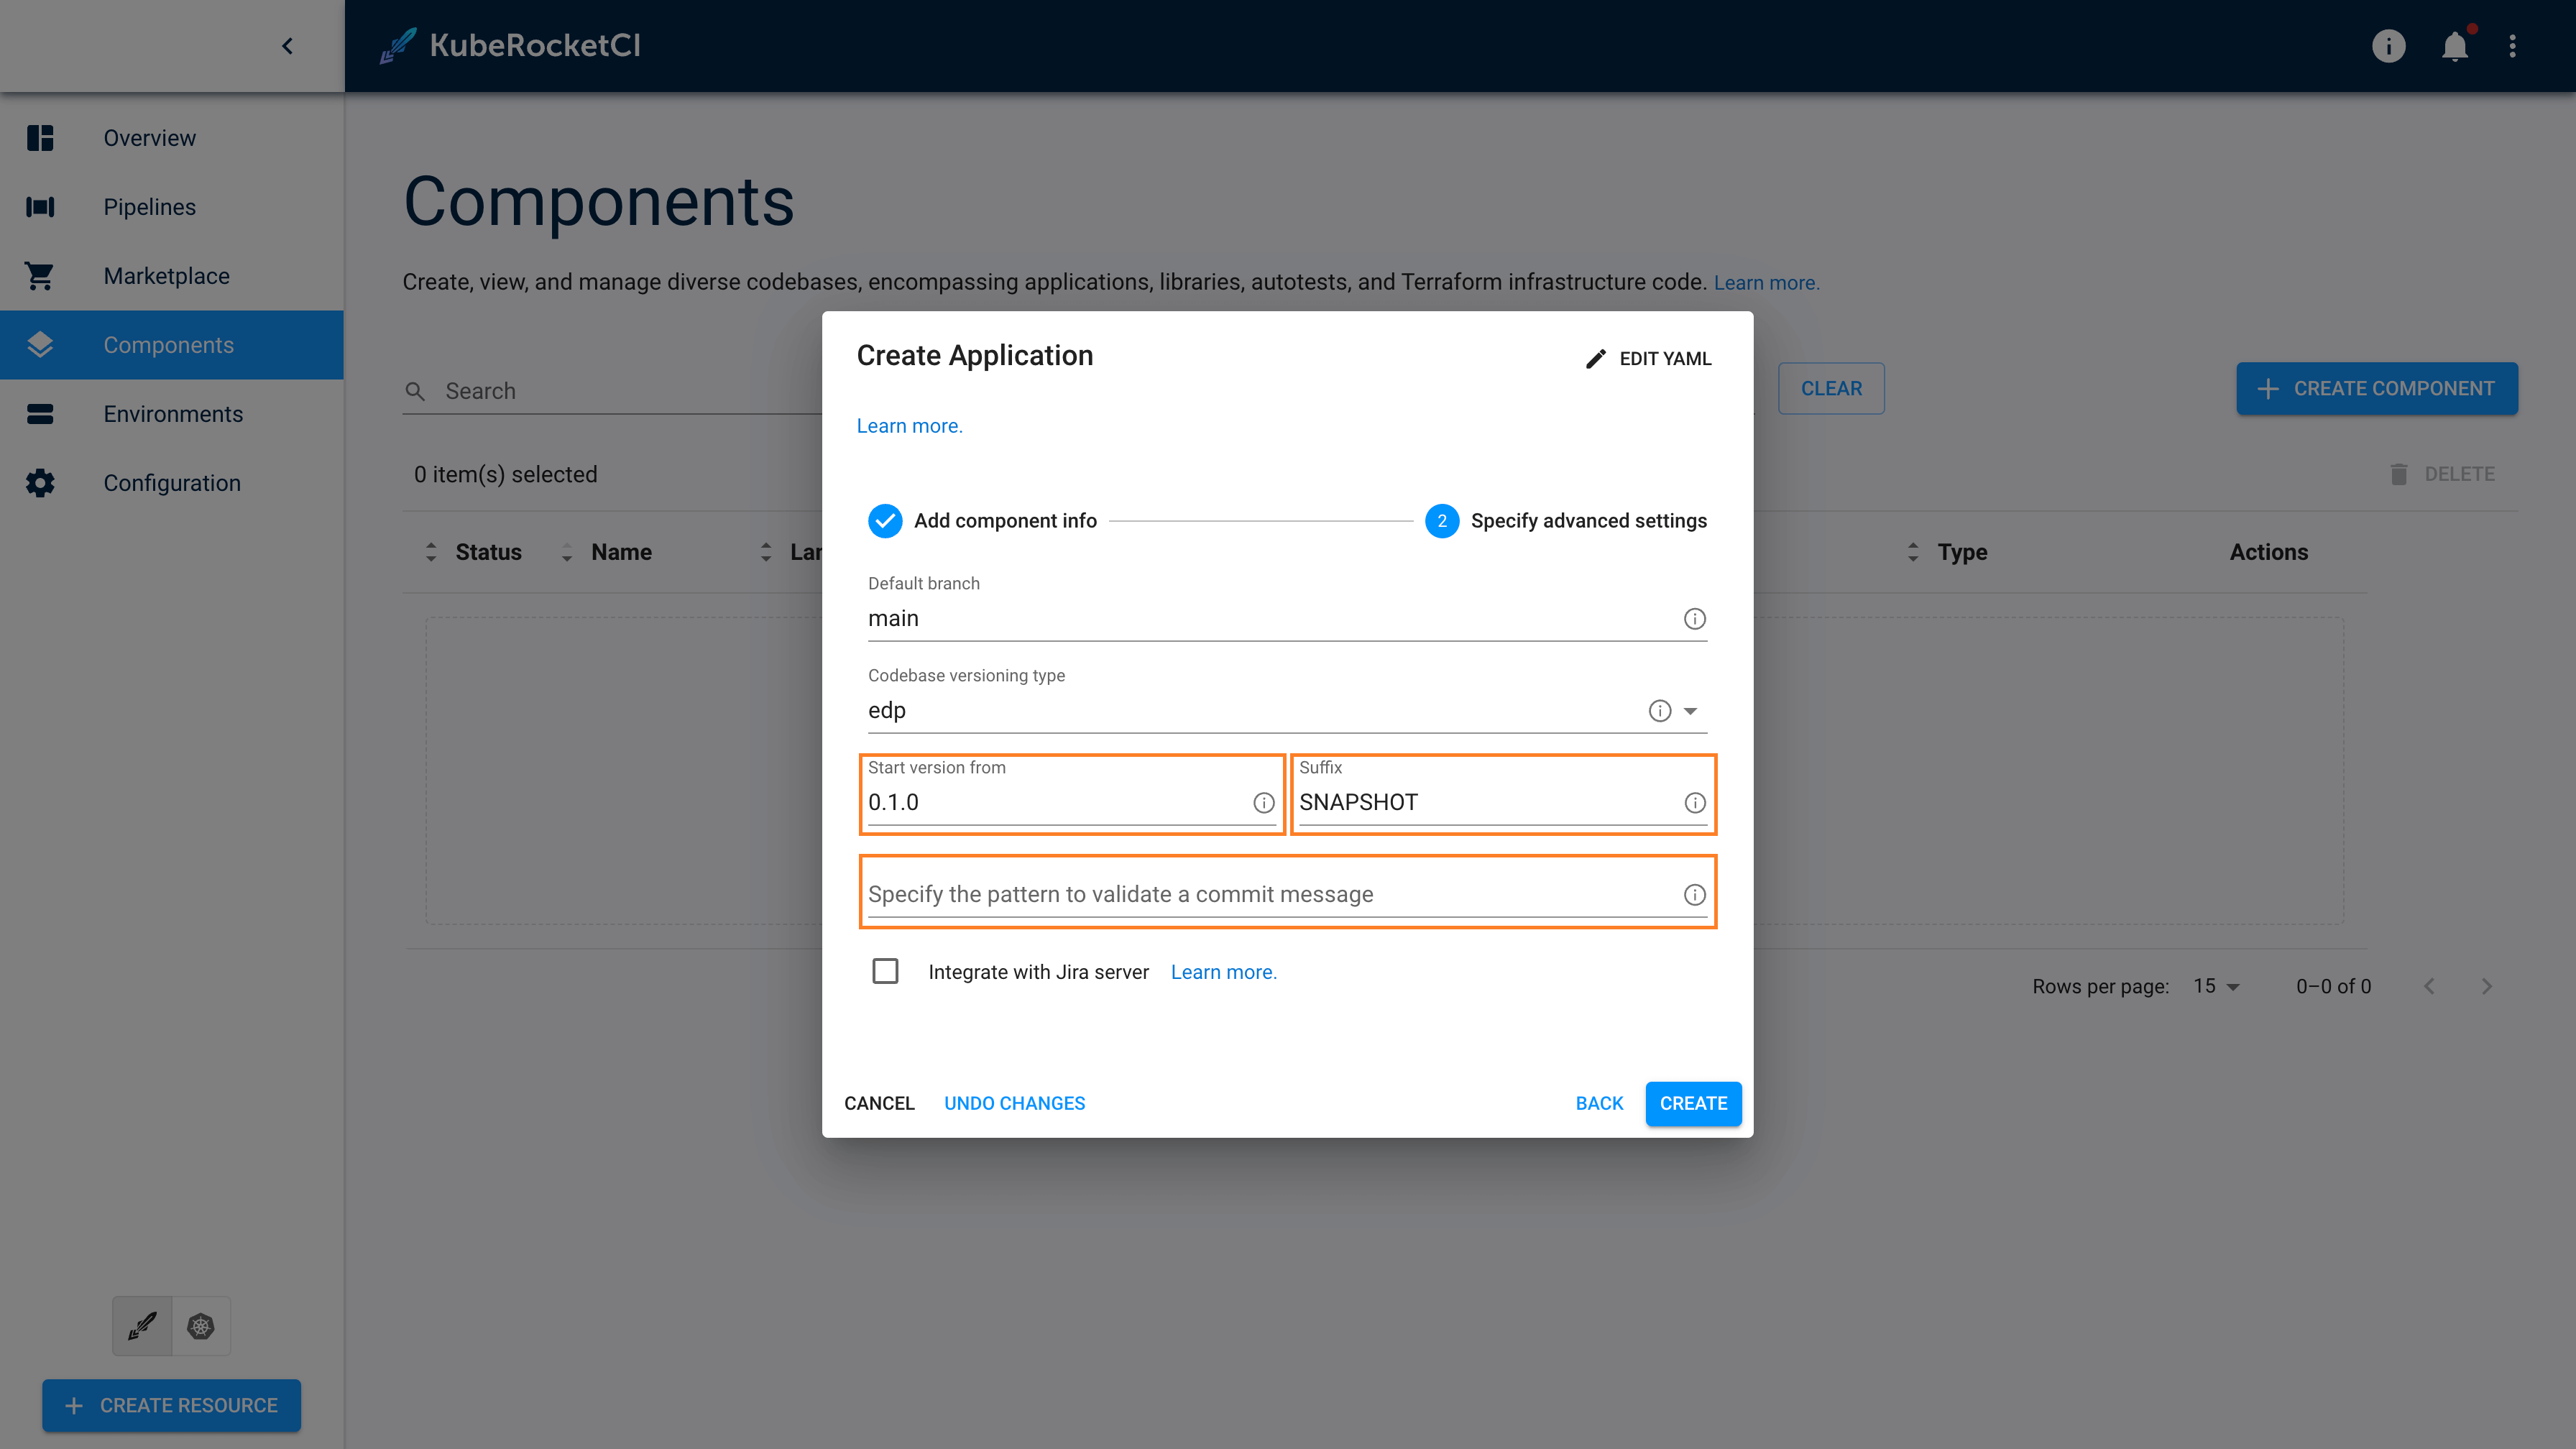 KubeRocketCI
Overview
Pipelines
Marketplace
Components
Environments
Configuration
CREATE RESOURCE
Components
Create, view, and manage diverse codebases, encompassing applications, libraries, autotests, and Terraform infrastructure code. Learn more.
Search
CLEAR
CREATE COMPONENT
0 item(s) selected
DELETE
Status Name Lan Type Actions
Rows per page: 15 0–0 of 0
Create Application
EDIT YAML
Learn more.
Add component info
2 Specify advanced settings
Default branch
main
Codebase versioning type
edp
Start version from
0.1.0
Suffix
SNAPSHOT
Specify the pattern to validate a commit message
Integrate with Jira server Learn more.
CANCEL UNDO CHANGES BACK CREATE